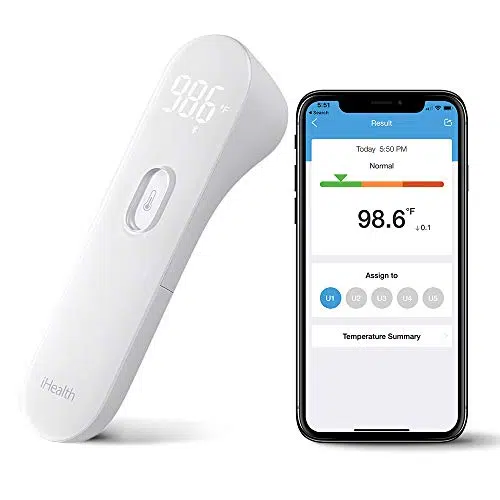 98.6 °F
iHealth
5:51
Search
Result
Today 5:50 PM
Normal
98.6 °F ↓0.1
Assign to
U1 U2 U3 U4 U5
Temperature Summary